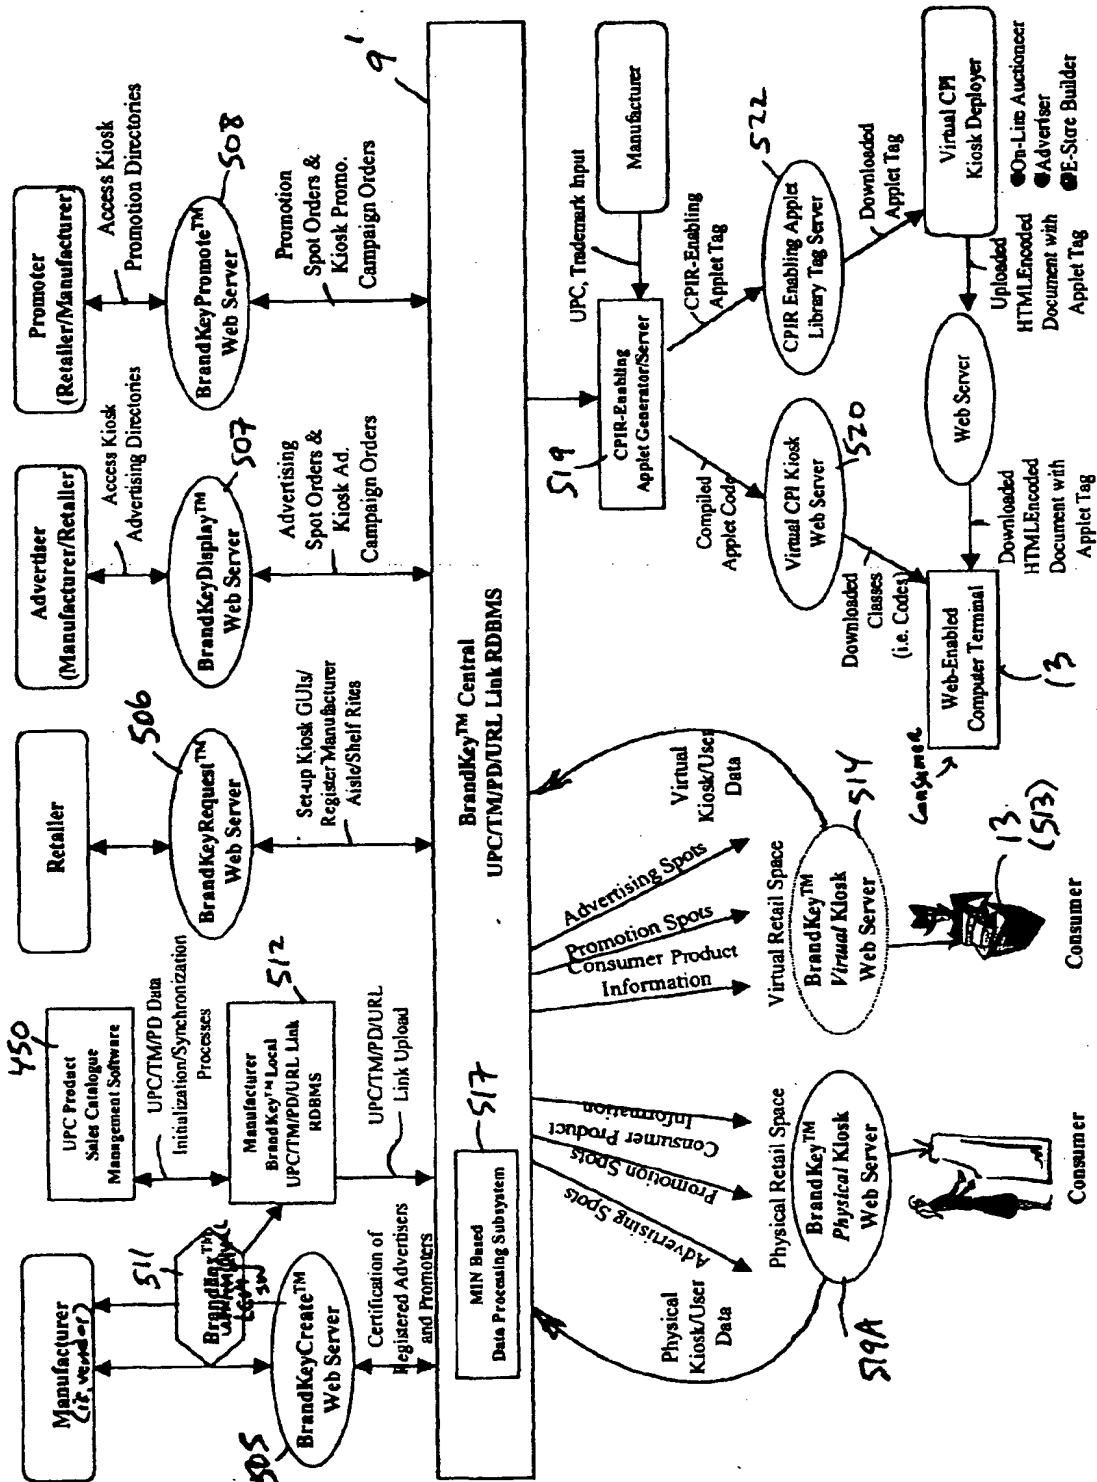 Manufacturer
(ie, vendor)
511
BrandKey™
LCM
SW
505
BrandKeyCreate™
Web Server
Certification of
Registered Advertisers
and Promoters
450
UPC Product
Sales Catalogue
Management Software
UPC/TM/PD Data
Initialization/Synchronization
Processes
512
Manufacturer
BrandKey™ Local
UPC/TM/PD/URL Link
RDBMS
UPC/TM/PD/URL
Link Upload
Retailer
506
BrandKeyRequest™
Web Server
Set-up Kiosk GUIs/
Register Manufacturer
Aisle/Shelf Rites
Advertiser
(Manufacturer/Retailer)
Access Kiosk
Advertising Directories
BrandKeyDisplay™
Web Server
507
Advertising
Spot Orders &
Kiosk Ad.
Campaign Orders
Promoter
(Retailer/Manufacturer)
Access Kiosk
Promotion Directories
BrandKeyPromote™
Web Server
508
Promotion
Spot Orders &
Kiosk Promo.
Campaign Orders
9'
BrandKey™ Central
UPC/TM/PD/URL Link RDBMS
MIN Based
Data Processing Subsystem
517
Physical
Kiosk/User
Data
Advertising Spots
Promotion Spots
Consumer Product
Information
Physical Retail Space
BrandKey™
Physical Kiosk
Web Server
519A
Consumer
Advertising Spots
Promotion Spots
Consumer Product
Information
Virtual
Kiosk/User
Data
Virtual Retail Space
BrandKey™
Virtual Kiosk
Web Server
514
13
(513)
Consumer
519
CPIR-Enabling
Applet Generator/Server
UPC, Trademark Input
Manufacturer
Compiled
Applet Code
CPIR-Enabling
Applet Tag
Virtual CPI Kiosk
Web Server
520
CPIR Enabling Applet
Library Tag Server
522
Downloaded
Classes
(i.e. Codes)
Downloaded
Applet Tag
Consumer
Web-Enabled
Computer Terminal
13
Web Server
Virtual CPI
Kiosk Deployer
Downloaded
HTMLEncoded
Document with
Applet Tag
Uploaded
HTMLEncoded
Document with
Applet Tag
●On-Line Auctioneer
●Advertiser
●E-Store Builder